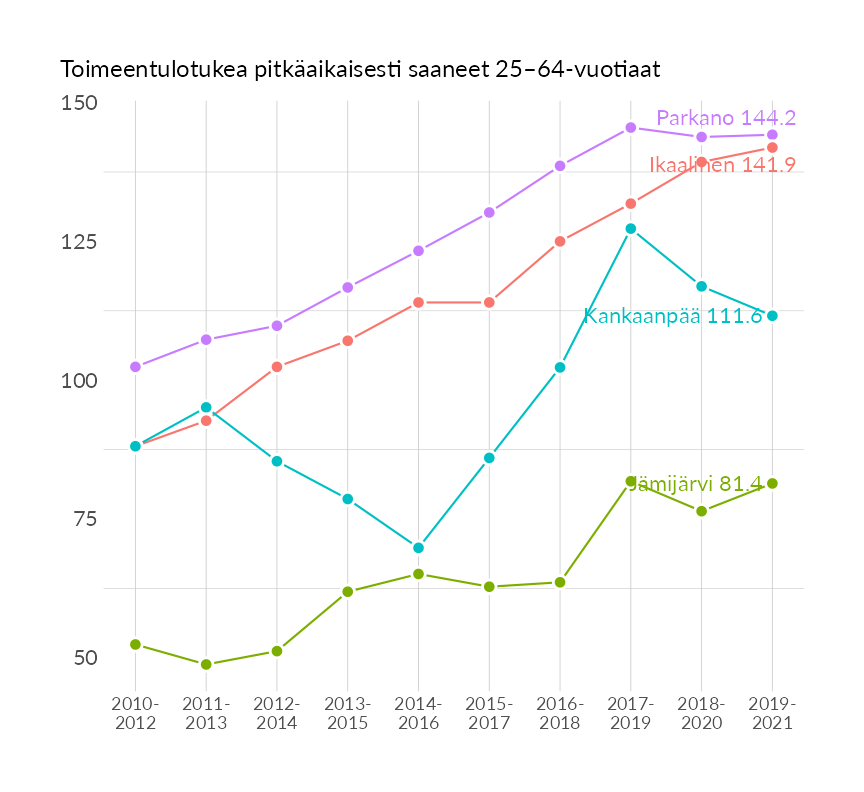 Toimeentulotukea pitkäaikaisesti saaneet 25–64-vuotiaat
150
Parkano 144.2
Ikaalinen 141.9
125
Kankaanpää 111.6
100
Jämijärvi 81.4
75
50
2010- 2011- 2012- 2013- 2014- 2015- 2016- 2017- 2018- 2019-
2012 2013 2014 2015 2016 2017 2018 2019 2020 2021